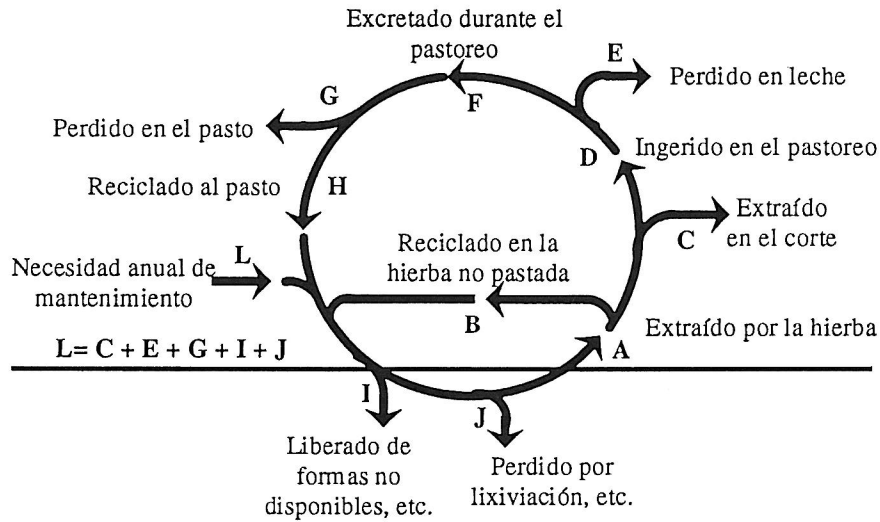 Excretado durante el
pastoreo
E
Perdido en leche
G
F
Perdido en el pasto
D
Ingerido en el pastoreo
Reciclado al pasto
H
Extraído
en el corte
C
Reciclado en la
hierba no pastada
L
Necesidad anual de
mantenimiento
B
Extraído por la hierba
A
L= C + E + G + I + J
I
J
Liberado de
formas no
disponibles, etc.
Perdido por
lixiviación, etc.